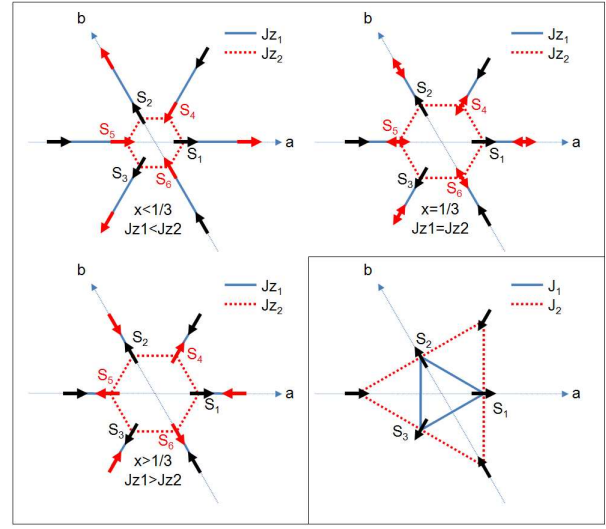 b
Jz₁
Jz₂
S₂
S₄
S₅
a
S₁
S₃
S₆
x<1/3
Jz1<Jz2
b
Jz₁
Jz₂
S₂
S₄
S₅
a
S₁
S₃
S₆
x=1/3
Jz1=Jz2
b
Jz₁
Jz₂
S₂
S₄
S₅
a
S₁
S₃
S₆
x>1/3
Jz1>Jz2
b
J₁
J₂
S₂
a
S₁
S₃